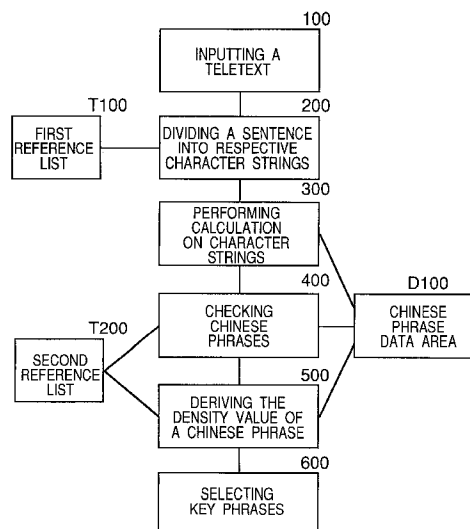 100
INPUTTING A
TELETEXT
200
T100
FIRST
REFERENCE
LIST
DIVIDING A SENTENCE
INTO RESPECTIVE
CHARACTER STRINGS
300
PERFORMING
CALCULATION
ON CHARACTER
STRINGS
400
D100
T200
CHECKING
CHINESE
PHRASES
CHINESE
PHRASE
DATA AREA
SECOND
REFERENCE
LIST
500
DERIVING THE
DENSITY VALUE OF
A CHINESE PHRASE
600
SELECTING
KEY PHRASES